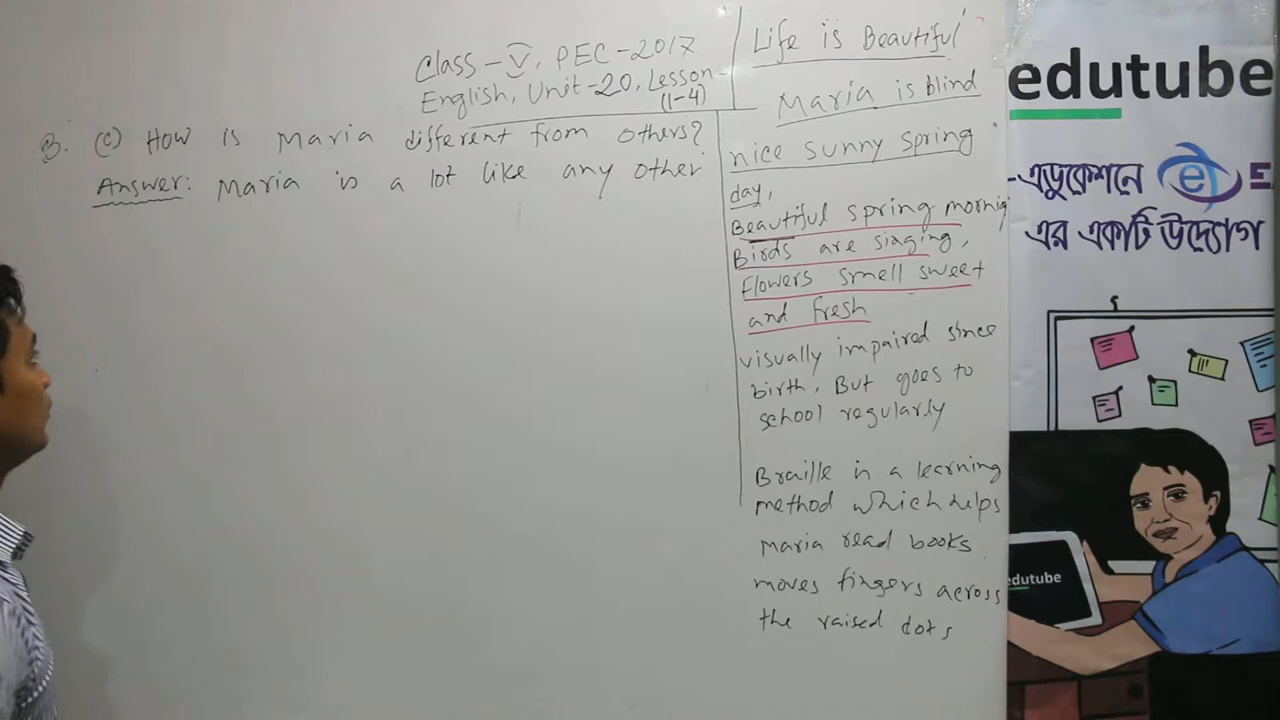 Class-V, PEC-2017
English, Unit-20, Lesson-
(1-4)
3. (c) How is Maria different from others?
Answer: Maria is a lot like any other
Life is Beautiful
Maria is blind
nice sunny spring
day,
Beautiful spring mornig
Birds are singing,
Flowers smell sweet
and fresh
visually impaired since
birth. But goes to
school regularly
Braille is a learning
method which helps
Maria read books.
moves fingers across
the raised dots
edutube
-এডুকেশনে e E
এর একটি উদ্যোগ
edutube